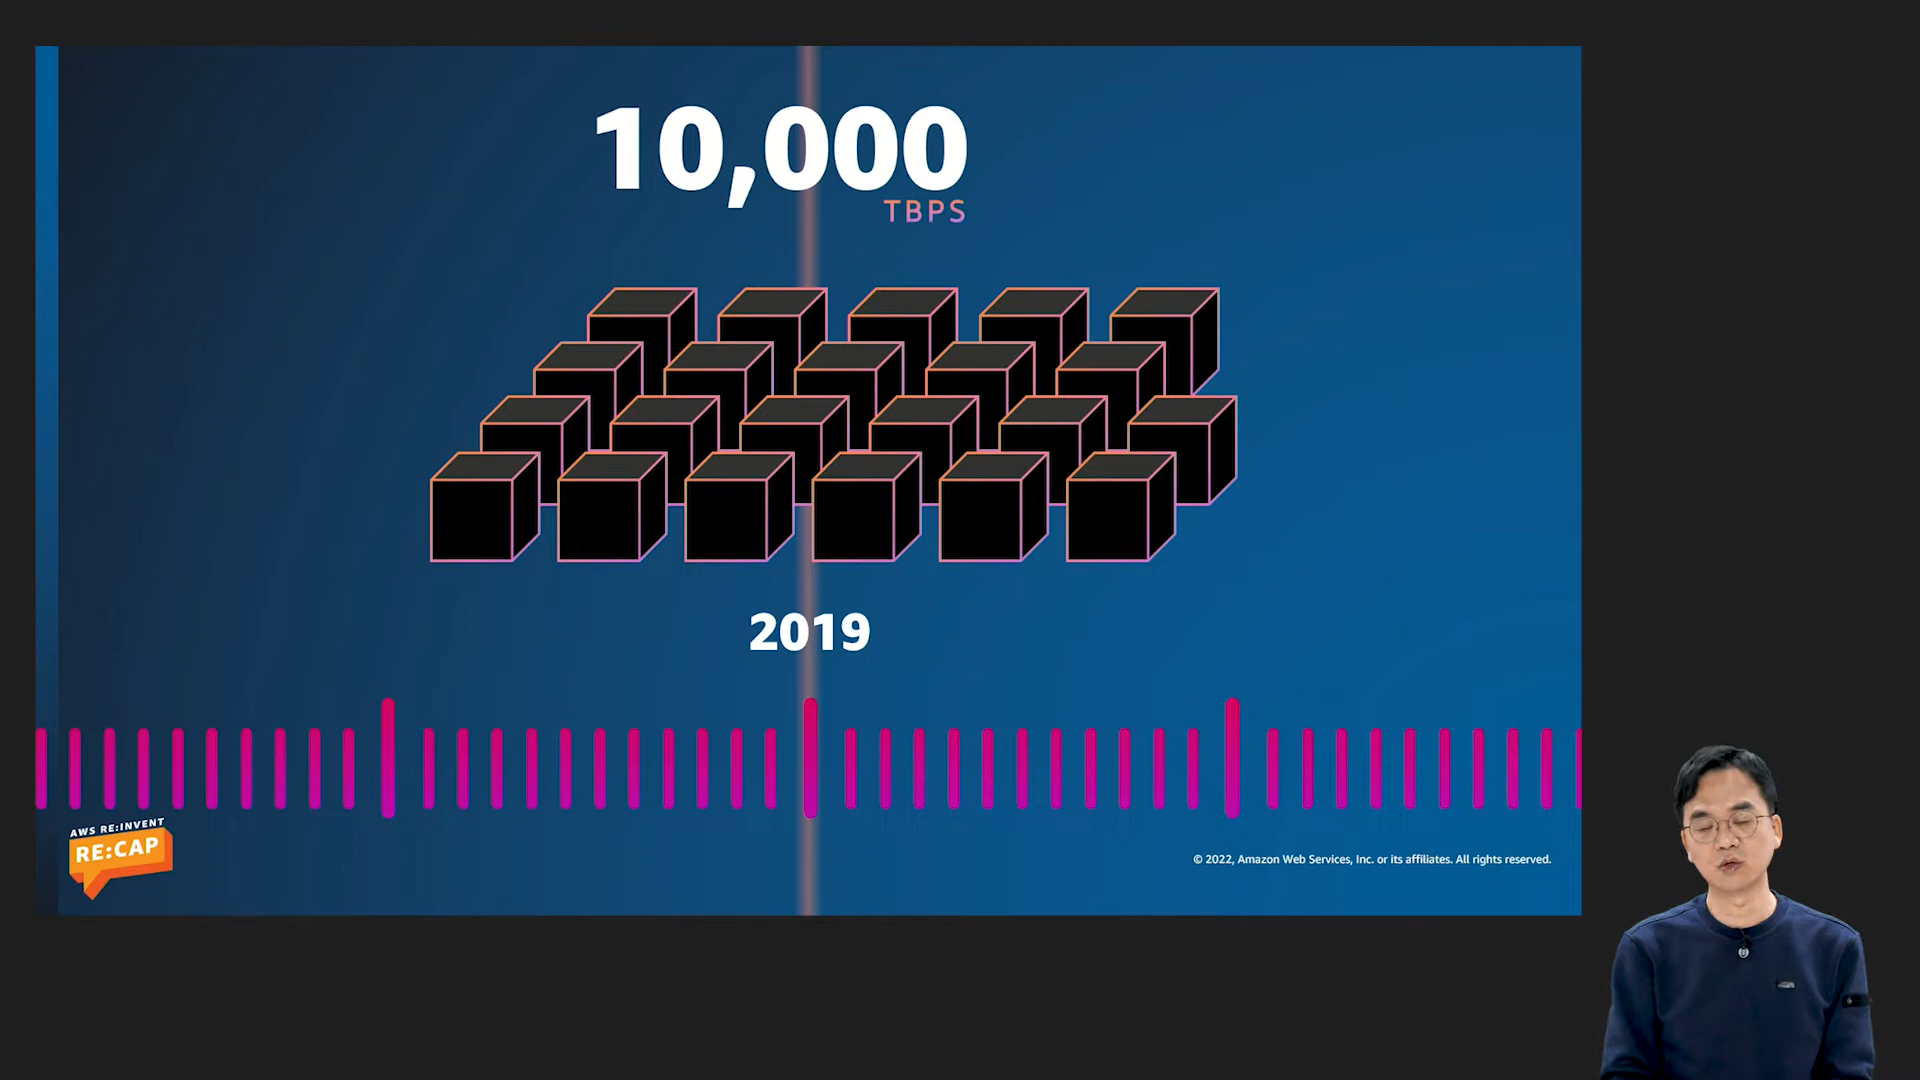 10,000
TBPS
2019
AWS RE:INVENT
RE:CAP
© 2022, Amazon Web Services, Inc. or its affiliates. All rights reserved.